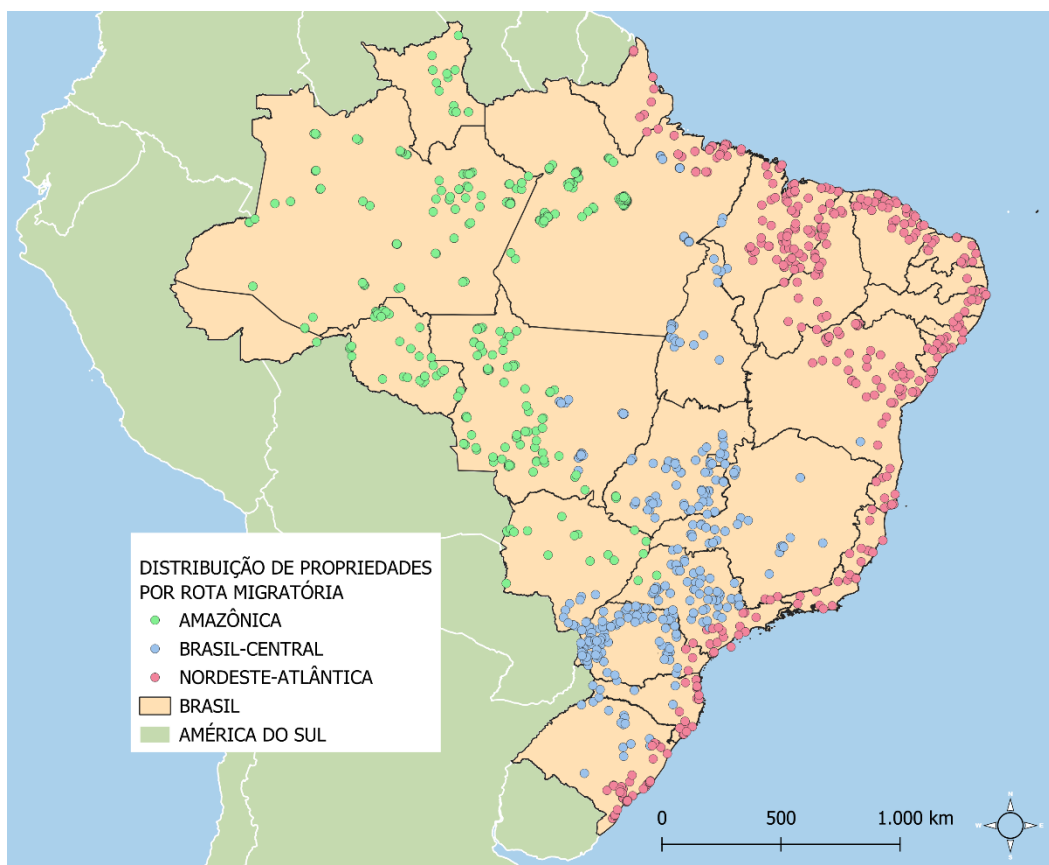 DISTRIBUIÇÃO DE PROPRIEDADES
POR ROTA MIGRATÓRIA
AMAZÔNICA
BRASIL-CENTRAL
NORDESTE-ATLÂNTICA
BRASIL
AMÉRICA DO SUL
0 500 1.000 km
N
W E
S